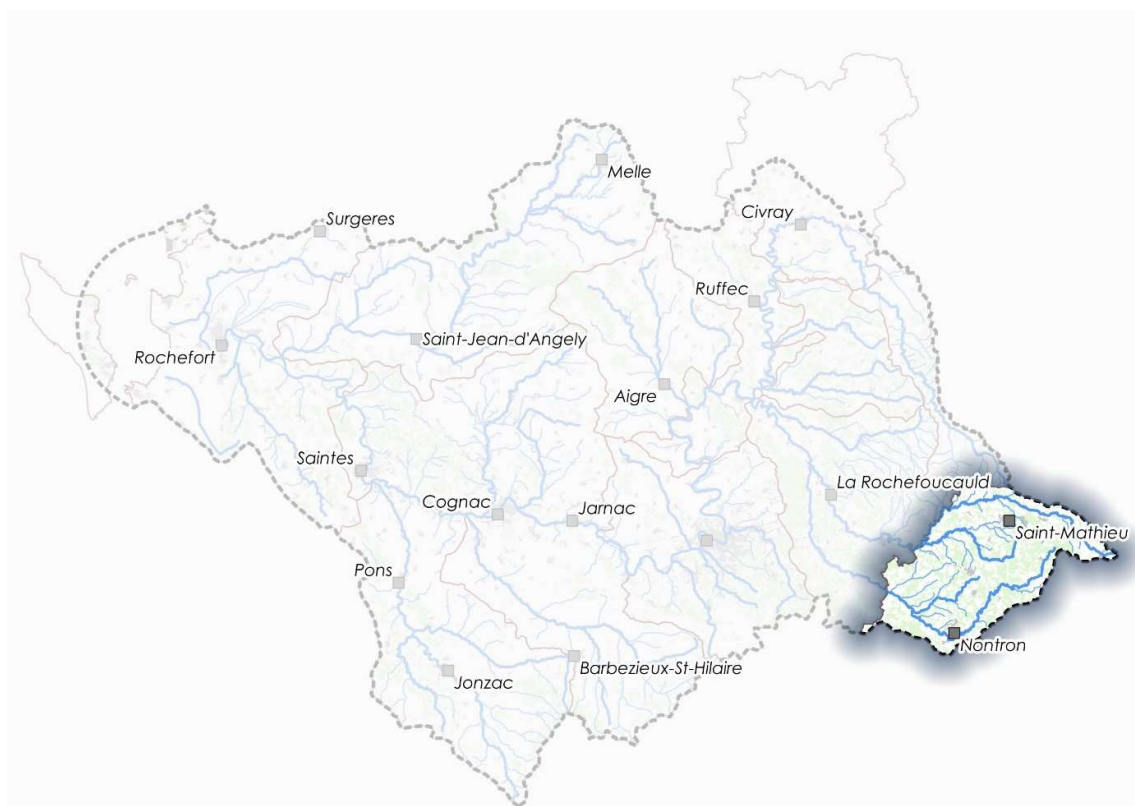 Melle
Civray
Surgeres
Ruffec
Saint-Jean-d'Angely
Rochefort
Aigre
Saintes
La Rochefoucauld
Cognac
Jarnac
Saint-Mathieu
Pons
Nontron
Barbezieux-St-Hilaire
Jonzac